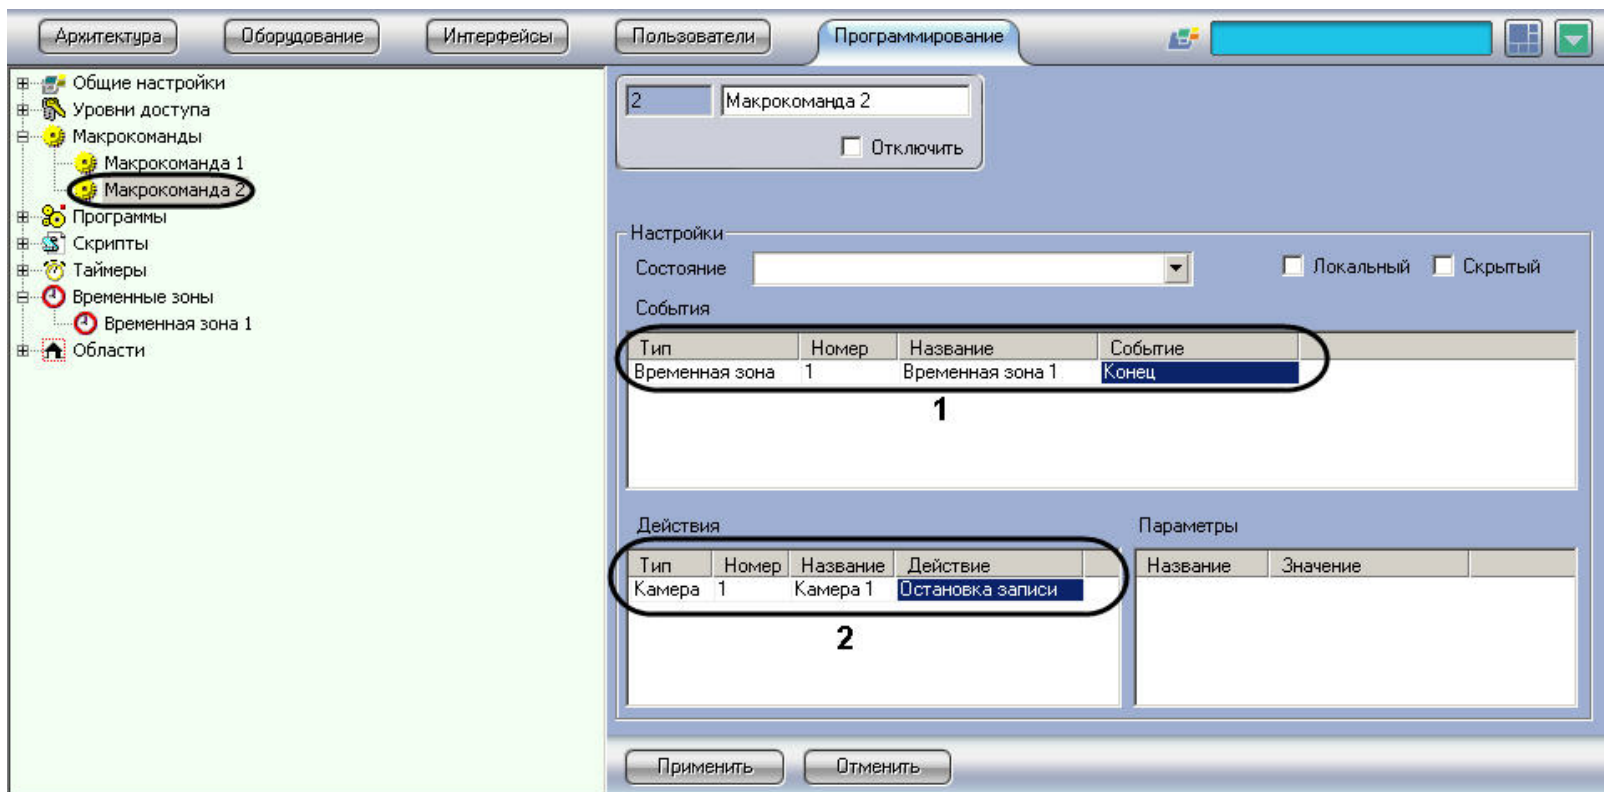 Архитектура Оборудование Интерфейсы Пользователи Программирование
Общие настройки
Уровни доступа
Макрокоманды
Макрокоманда 1
Макрокоманда 2
Программы
Скрипты
Таймеры
Временные зоны
Временная зона 1
Области
2 Макрокоманда 2
Отключить
Настройки
Состояние Локальный Скрытый
События
Тип Номер Название Событие
Временная зона 1 Временная зона 1 Конец
1
Действия
Тип Номер Название Действие
Камера 1 Камера 1 Остановка записи
2
Параметры
Название Значение
Применить Отменить